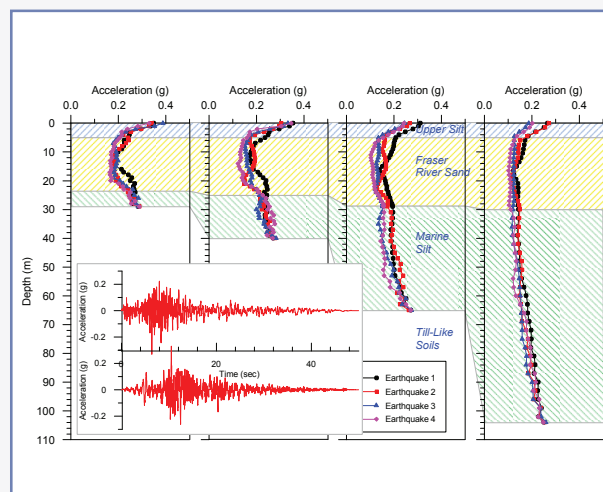 Acceleration (g) Acceleration (g) Acceleration (g) Acceleration (g)
0.0 0.2 0.4 0.0 0.2 0.4 0.0 0.2 0.4 0.0 0.2 0.4
0
10
20
30
40
50
60
70
80
90
100
110
Depth (m)
Upper Silt
Fraser
River Sand
Marine
Silt
Till-Like
Soils
Acceleration (g)
0.2
0
-0.2
0 20 40
Time (sec)
Acceleration (g)
0.2
0
-0.2
Earthquake 1
Earthquake 2
Earthquake 3
Earthquake 4